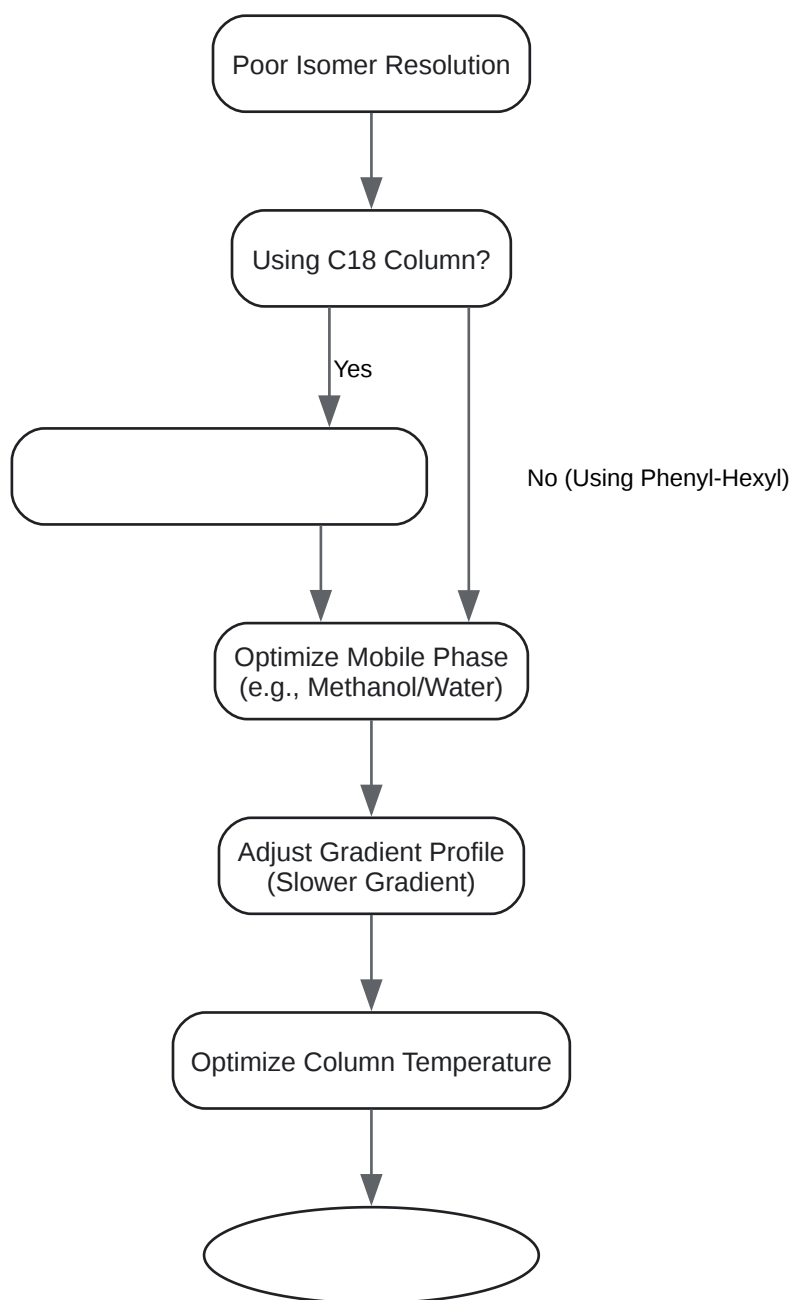 Poor Isomer Resolution
Using C18 Column?
Yes
No (Using Phenyl-Hexyl)
Optimize Mobile Phase
(e.g., Methanol/Water)
Adjust Gradient Profile
(Slower Gradient)
Optimize Column Temperature